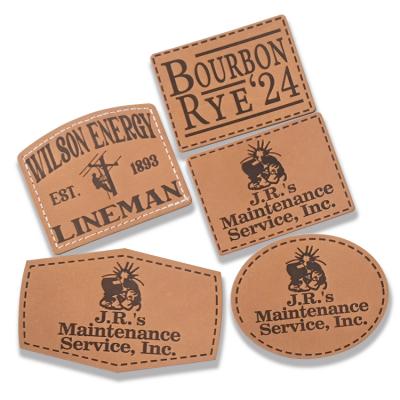 BOURBON
RYE '24
WILSON ENERGY
EST. 1893
LINEMAN
J.R.'s
Maintenance
Service, Inc.
J.R.'s
Maintenance
Service, Inc.
J.R.'s
Maintenance
Service, Inc.